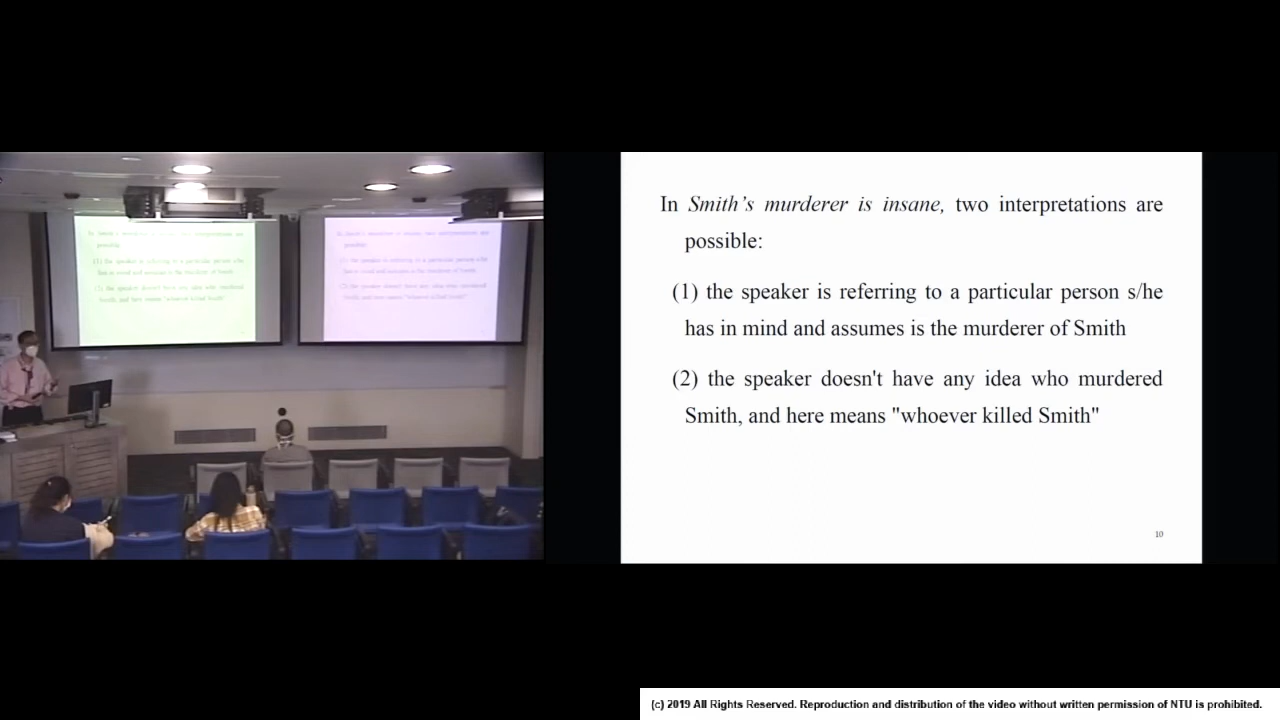 In Smith's murderer is insane, two interpretations are
possible:
(1) the speaker is referring to a particular person s/he
has in mind and assumes is the murderer of Smith
(2) the speaker doesn't have any idea who murdered
Smith, and here means "whoever killed Smith"
10
(c) 2019 All Rights Reserved. Reproduction and distribution of the video without written permission of NTU is prohibited.